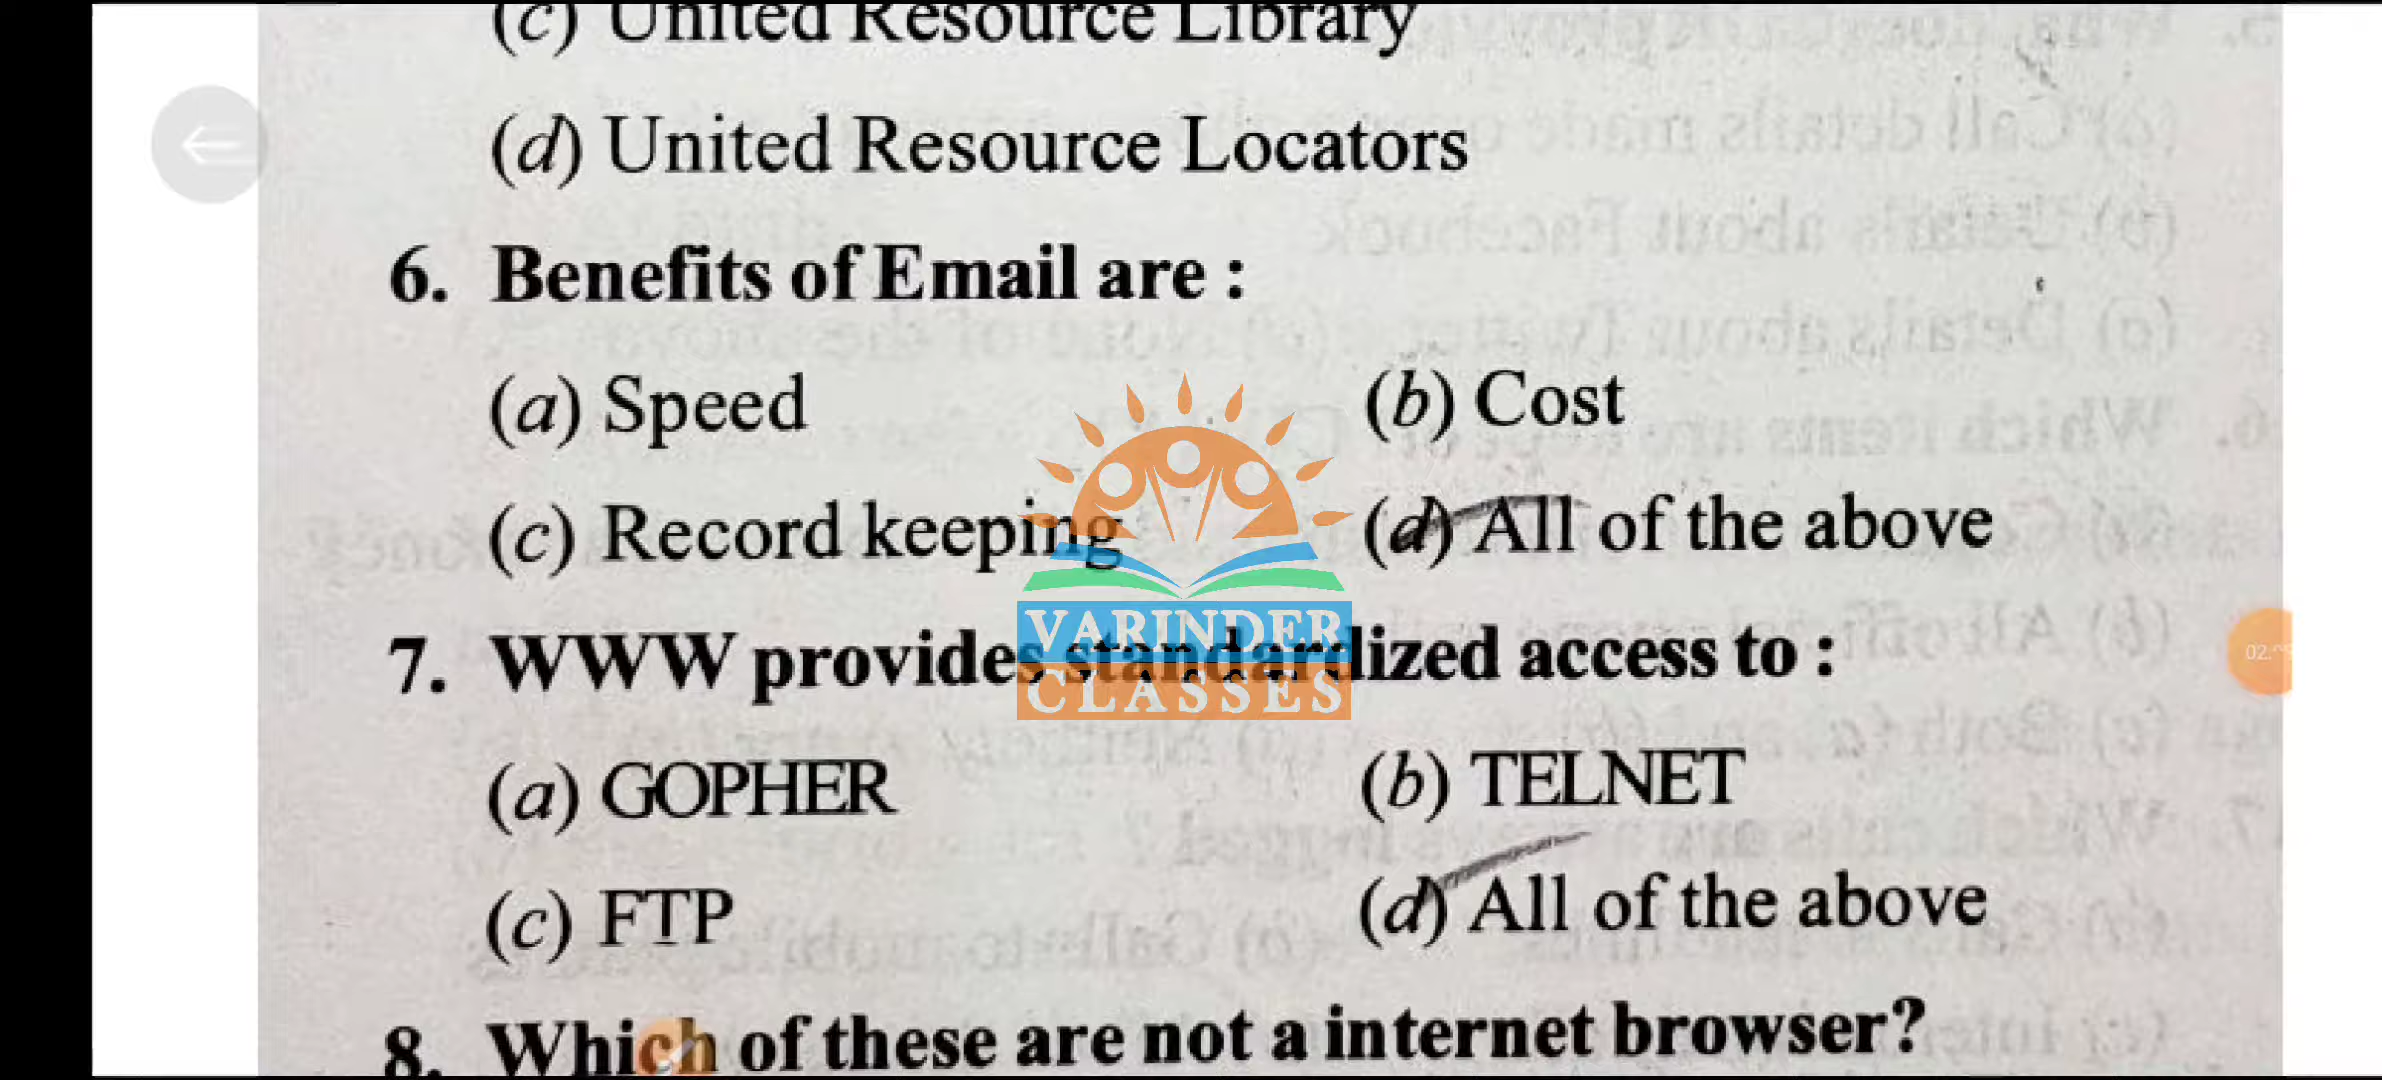 (c) United Resource Library
(d) United Resource Locators
6. Benefits of Email are :
(a) Speed (b) Cost
(c) Record keeping (d) All of the above
VARINDER
7. WWW provides standardized access to :
CLASSES
(a) GOPHER (b) TELNET
(c) FTP (d) All of the above
8. Which of these are not a internet browser?